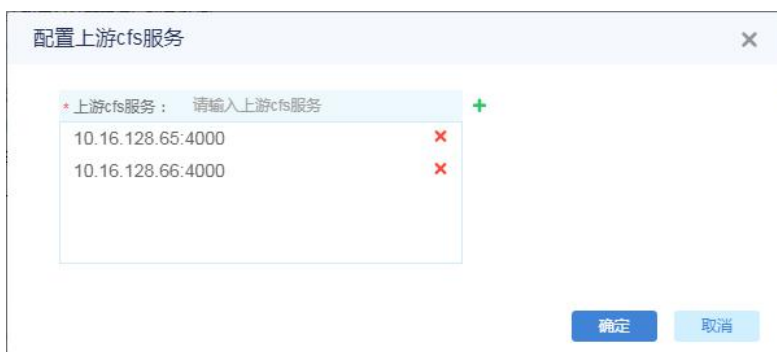 配置上游cfs服务
* 上游cfs服务： 请输入上游cfs服务
10.16.128.65:4000
10.16.128.66:4000
确定 取消